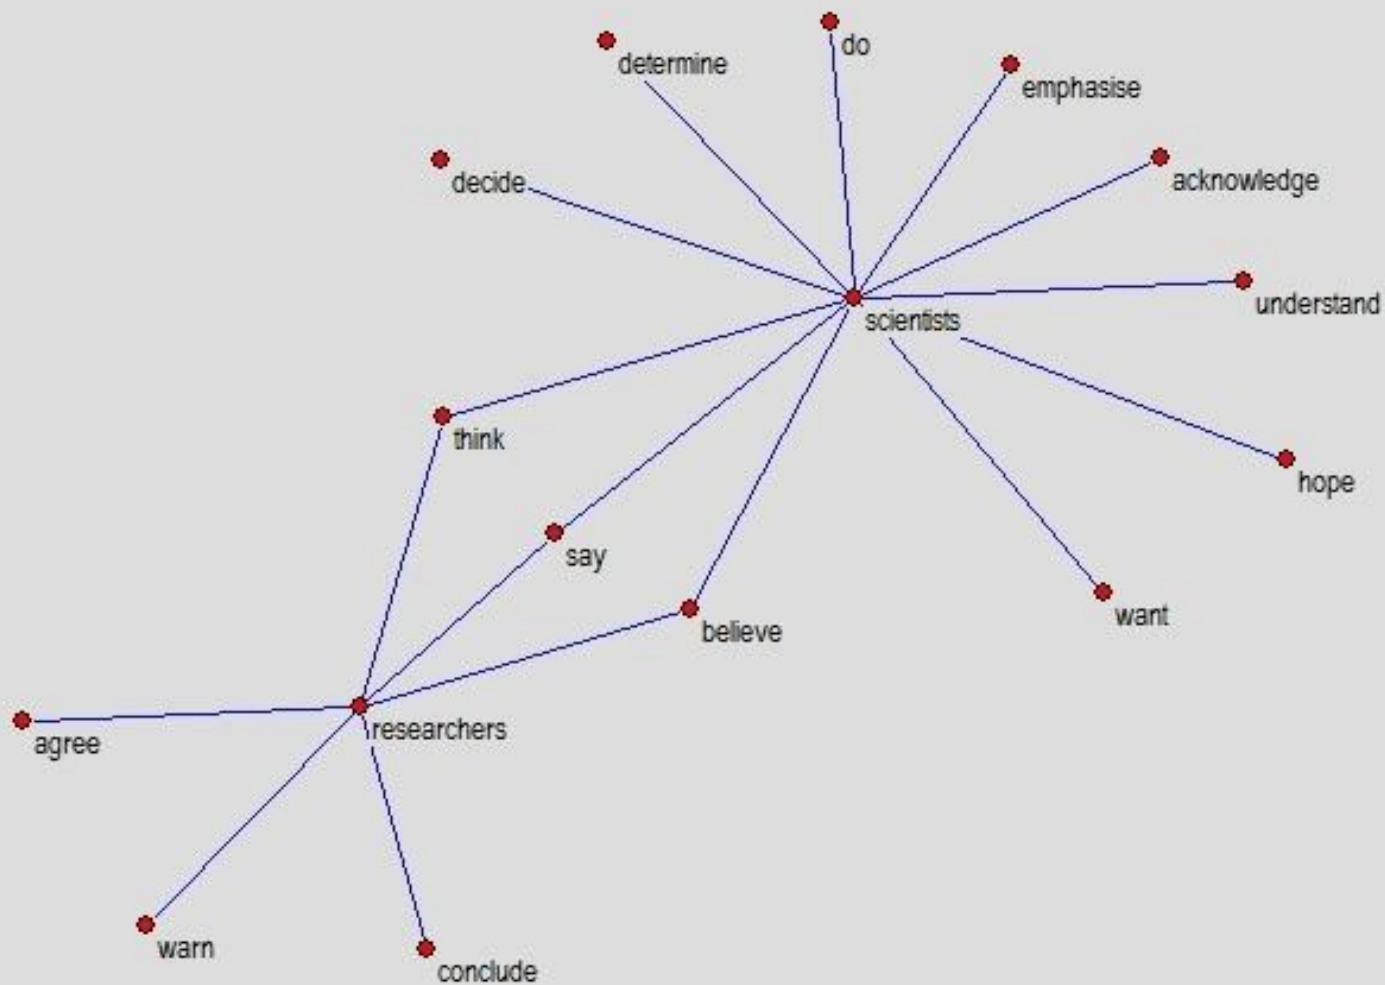 do
determine
emphasise
decide
acknowledge
understand
scientists
think
hope
say
want
believe
researchers
agree
warn
conclude